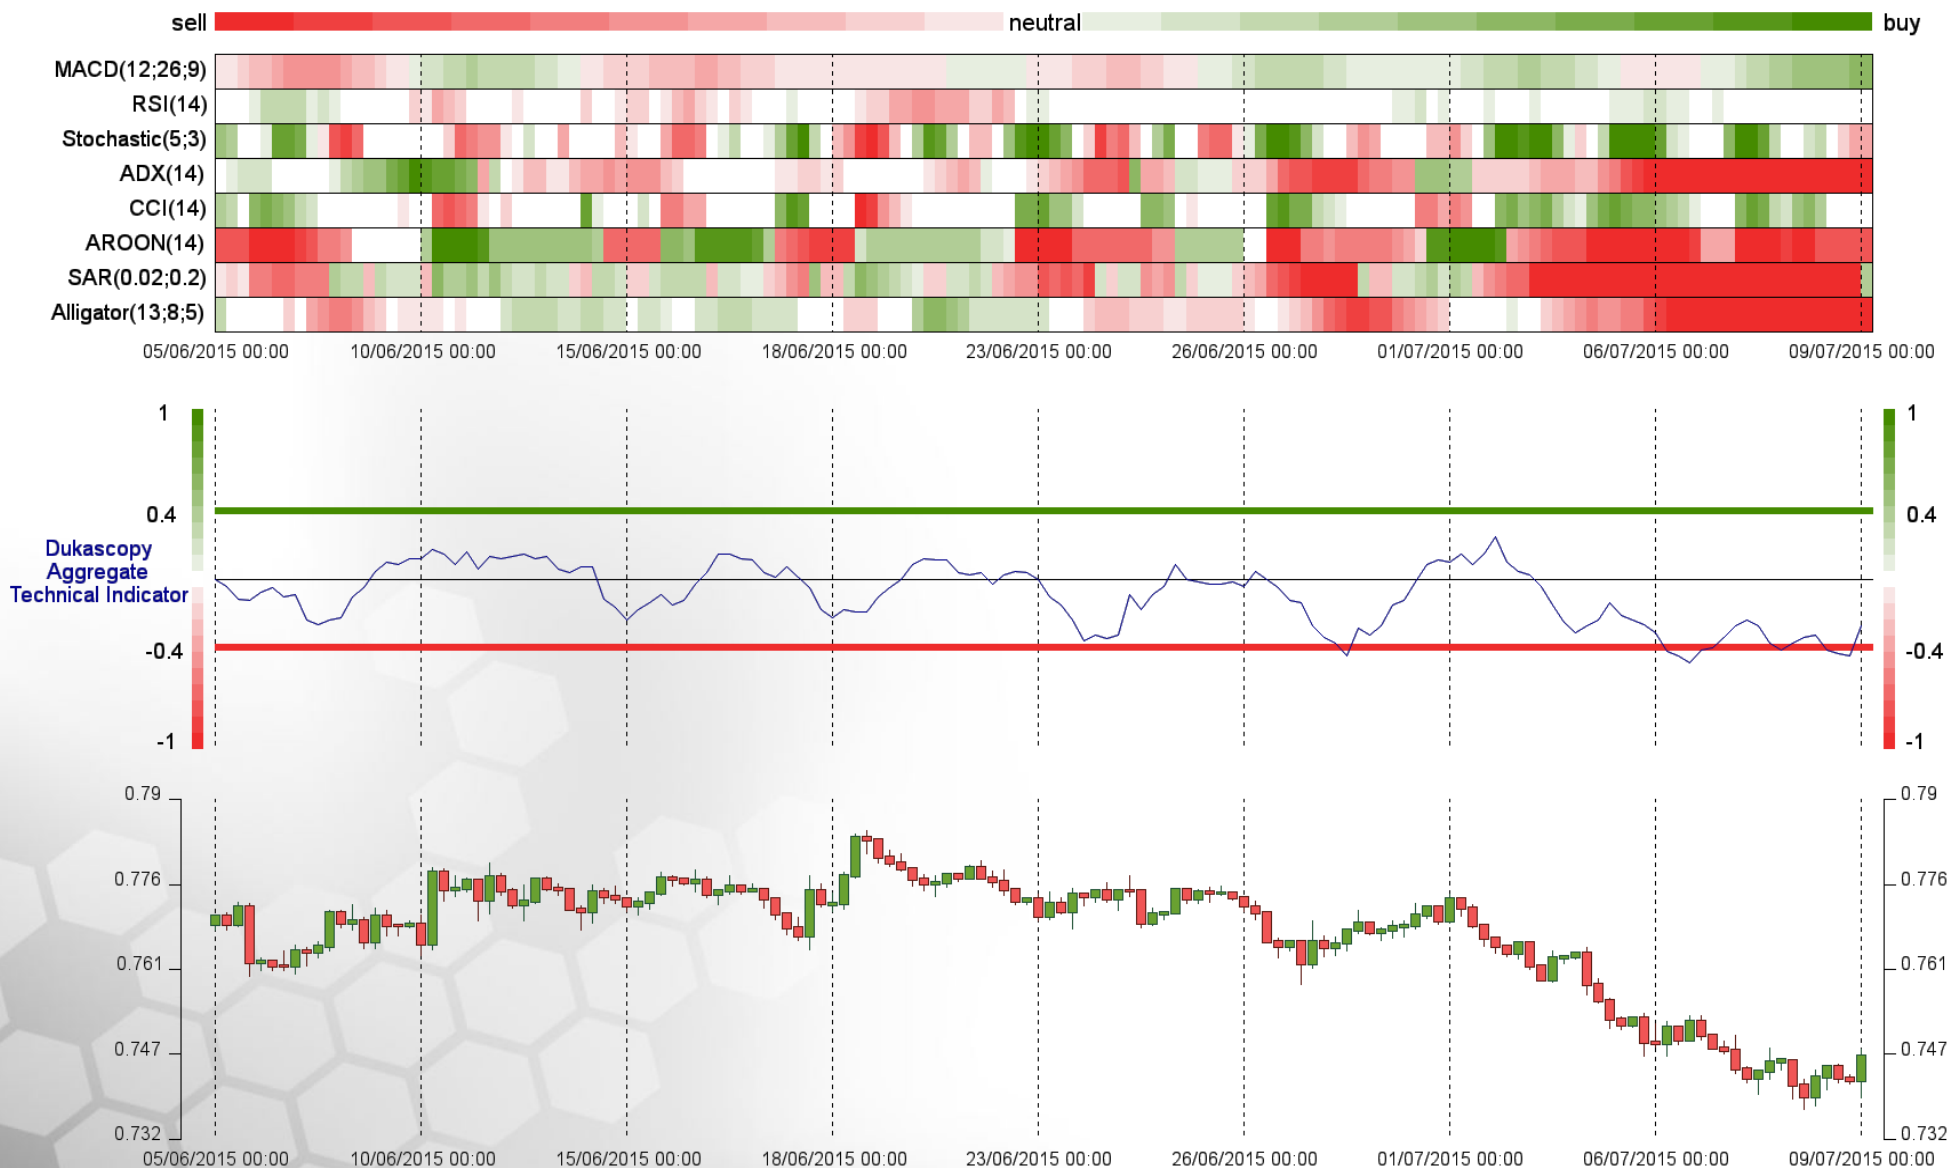 sell neutral buy
MACD(12;26;9)
RSI(14)
Stochastic(5;3)
ADX(14)
CCI(14)
AROON(14)
SAR(0.02;0.2)
Alligator(13;8;5)
05/06/2015 00:00 10/06/2015 00:00 15/06/2015 00:00 18/06/2015 00:00 23/06/2015 00:00 26/06/2015 00:00 01/07/2015 00:00 06/07/2015 00:00 09/07/2015 00:00
1 1
0.4 0.4
Dukascopy
Aggregate
Technical Indicator
-0.4 -0.4
-1 -1
0.79 0.79
0.776 0.776
0.761 0.761
0.747 0.747
0.732 0.732
05/06/2015 00:00 10/06/2015 00:00 15/06/2015 00:00 18/06/2015 00:00 23/06/2015 00:00 26/06/2015 00:00 01/07/2015 00:00 06/07/2015 00:00 09/07/2015 00:00